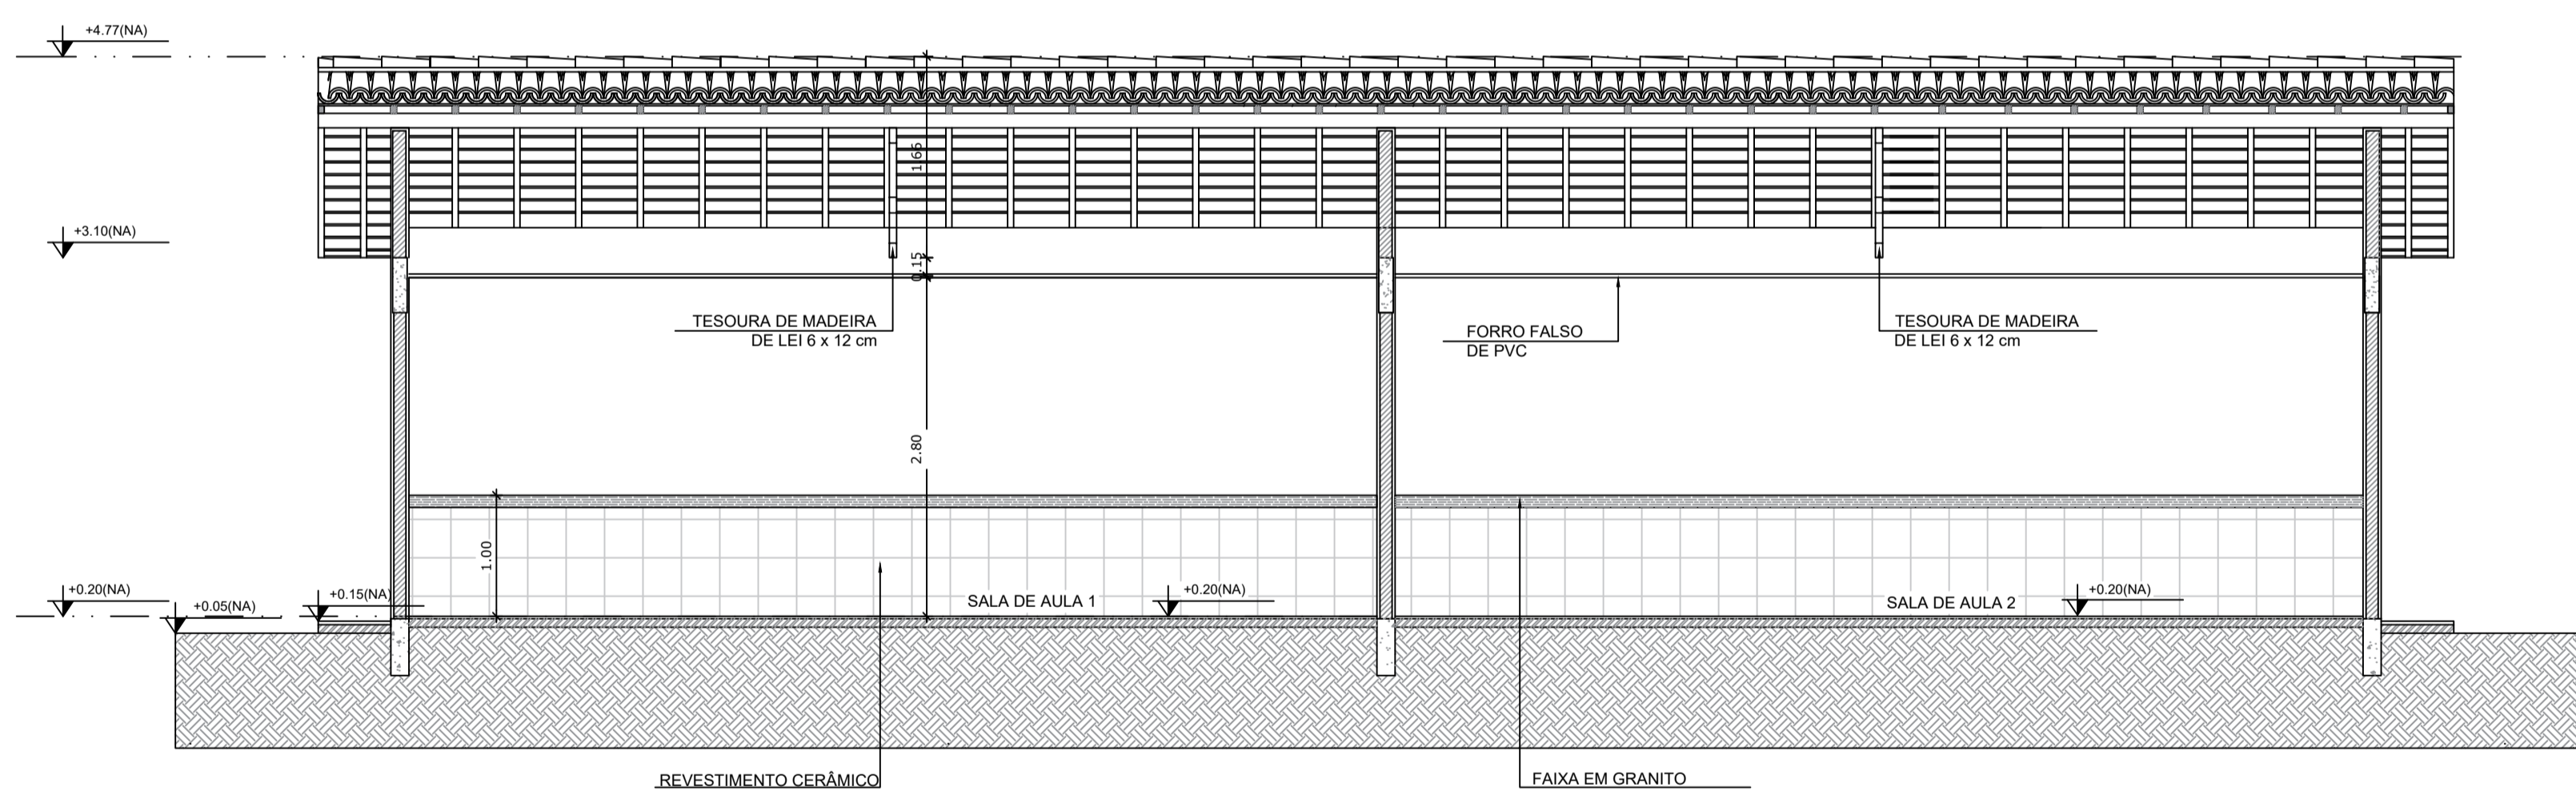 +4.77(NA)
1.66
+3.10(NA)
0.15
TESOURA DE MADEIRA
DE LEI 6 x 12 cm
FORRO FALSO
DE PVC
TESOURA DE MADEIRA
DE LEI 6 x 12 cm
2.80
1.00
+0.20(NA)
+0.05(NA)
+0.15(NA)
SALA DE AULA 1
+0.20(NA)
SALA DE AULA 2
+0.20(NA)
REVESTIMENTO CERÂMICO
FAIXA EM GRANITO